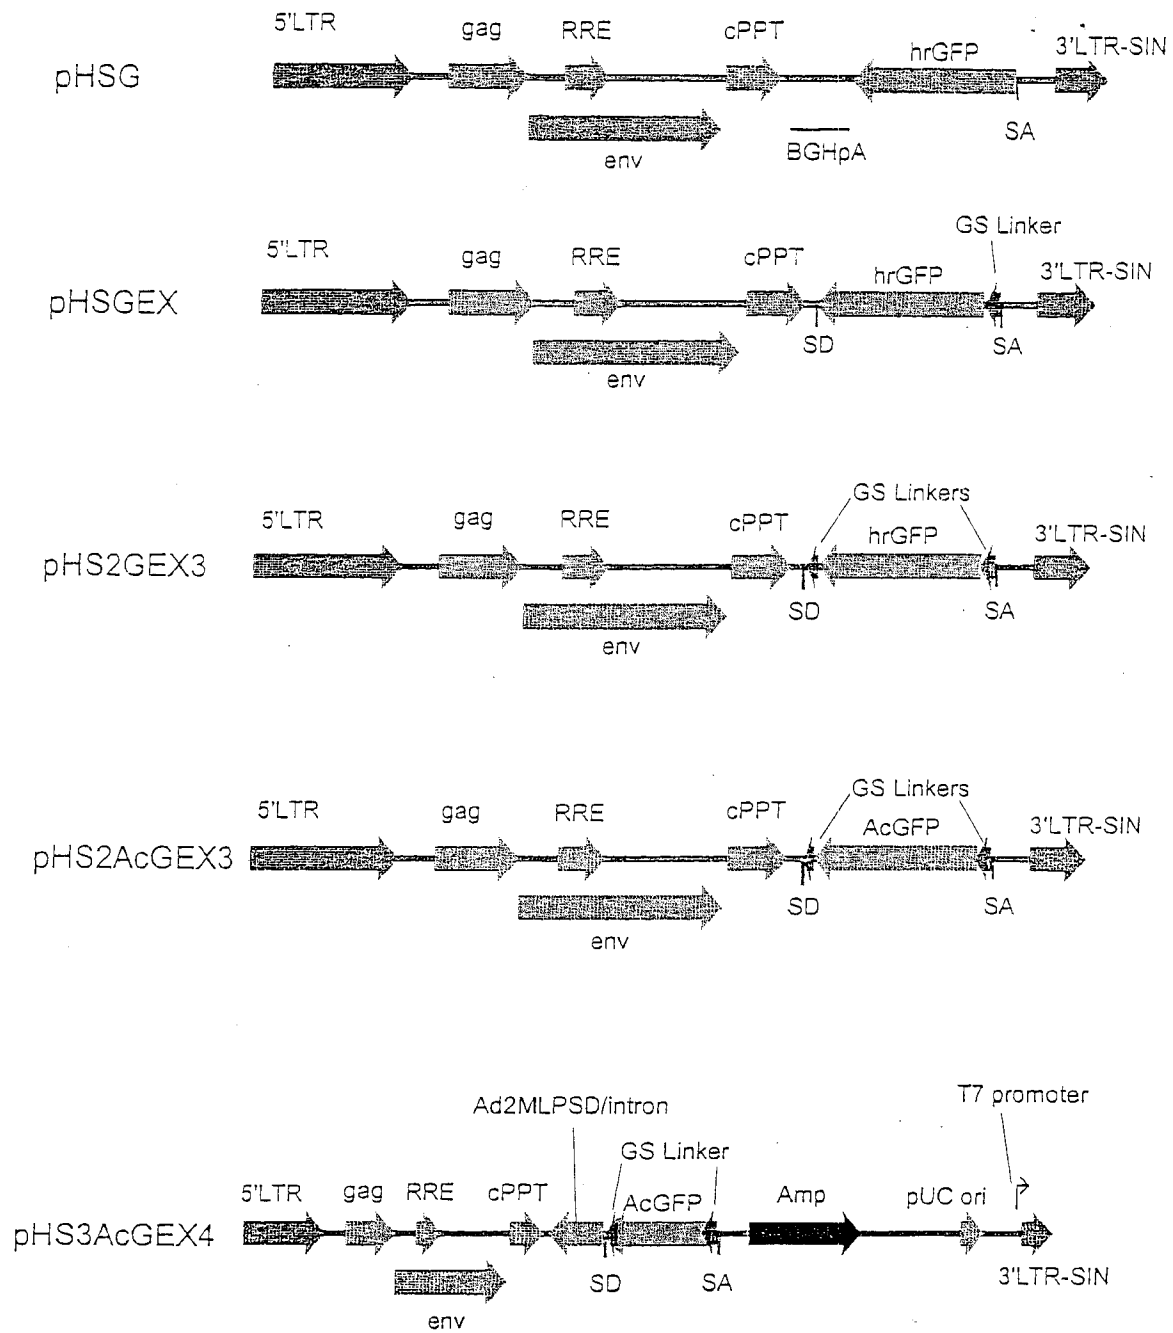 5'LTR gag RRE cPPT hrGFP 3'LTR-SIN
pHSG
SA
env BGHpA
GS Linker
5'LTR gag RRE cPPT hrGFP 3'LTR-SIN
pHSGEX
SD SA
env
GS Linkers
5'LTR gag RRE cPPT hrGFP 3'LTR-SIN
pHS2GEX3
SD SA
env
GS Linkers
5'LTR gag RRE cPPT AcGFP 3'LTR-SIN
pHS2AcGEX3
SD SA
env
T7 promoter
Ad2MLPSD/intron
GS Linker
5'LTR gag RRE cPPT AcGFP Amp pUC ori
pHS3AcGEX4
SD SA 3'LTR-SIN
env